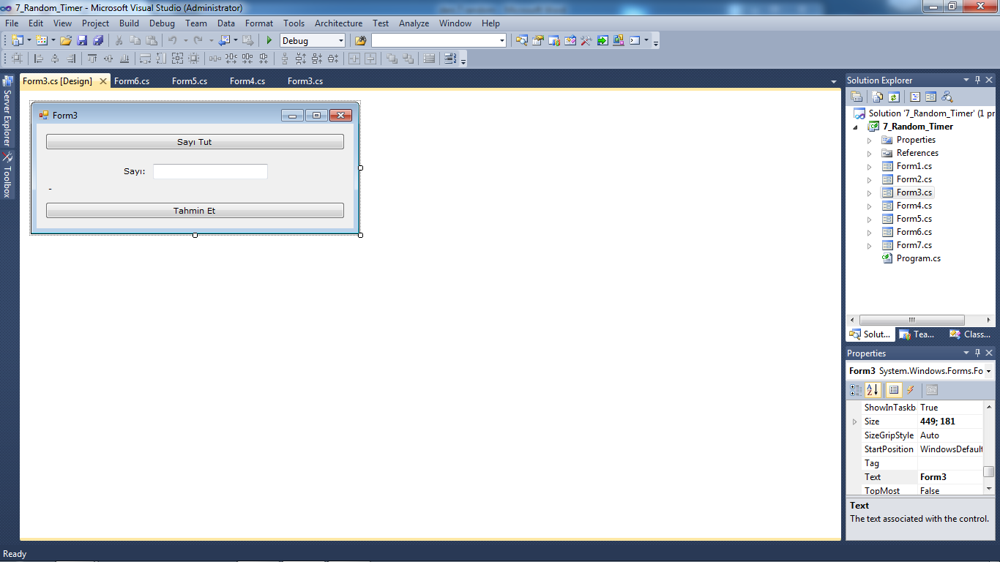 7_Random_Timer - Microsoft Visual Studio (Administrator)
File Edit View Project Build Debug Team Data Format Tools Architecture Test Analyze Window Help
Debug
Form3.cs [Design] Form6.cs Form5.cs Form4.cs Form3.cs
Server Explorer
Toolbox
Form3
Sayı Tut
Sayı:
-
Tahmin Et
Solution Explorer
Solution '7_Random_Timer' (1 pr
7_Random_Timer
Properties
References
Form1.cs
Form2.cs
Form3.cs
Form4.cs
Form5.cs
Form6.cs
Form7.cs
Program.cs
Solut... Tea... Class...
Properties
Form3 System.Windows.Forms.Fo
ShowInTaskb True
Size 449; 181
SizeGripStyle Auto
StartPosition WindowsDefault
Tag
Text Form3
TopMost False
Text
The text associated with the control.
Ready